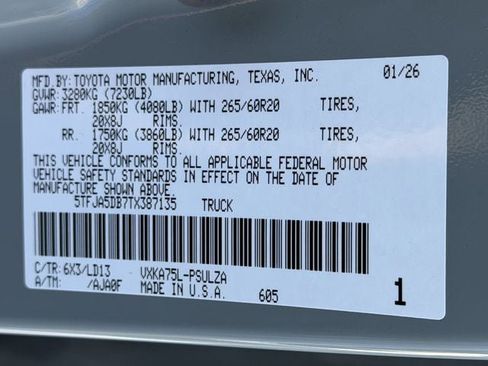 MFD.BY:TOYOTA MOTOR MANUFACTURING, TEXAS, INC. 01/26
GVWR: 3280KG (7230LB)
GAWR: FRT. 1850KG (4080LB) WITH 265/60R20 TIRES,
20X8J RIMS.
RR. 1750KG (3860LB) WITH 265/60R20 TIRES,
20X8J RIMS.
THIS VEHICLE CONFORMS TO ALL APPLICABLE FEDERAL MOTOR
VEHICLE SAFETY STANDARDS IN EFFECT ON THE DATE OF
MANUFACTURE SHOWN ABOVE.
5TFJA5DB7TX387135 TRUCK
C/TR: 6X3/LD13 VXKA75L-PSULZA
A/TM: /AJA0F MADE IN U.S.A. 605 1